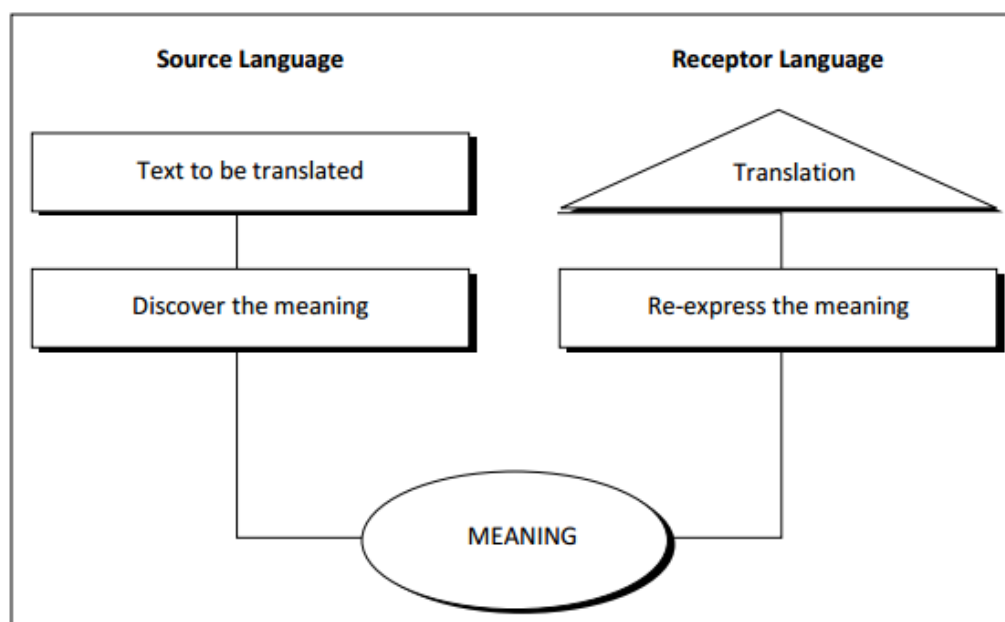 Source Language
Receptor Language
Text to be translated
Translation
Discover the meaning
Re-express the meaning
MEANING